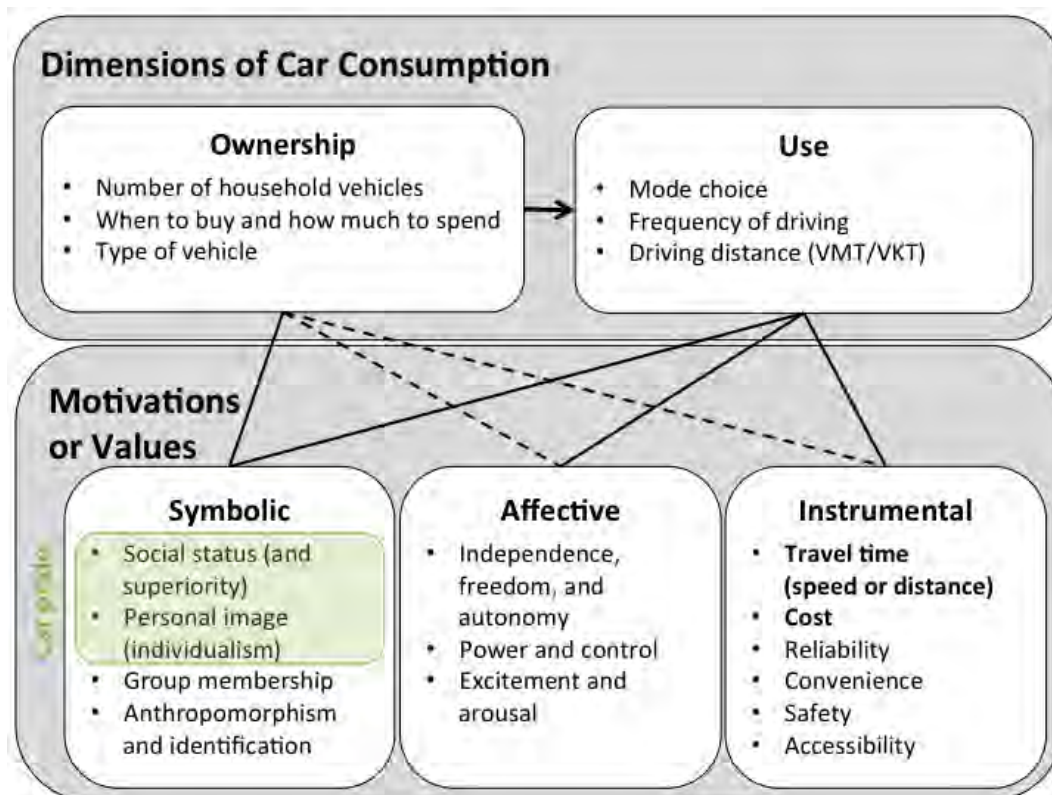 Dimensions of Car Consumption
Ownership
• Number of household vehicles
• When to buy and how much to spend
• Type of vehicle
Use
• Mode choice
• Frequency of driving
• Driving distance (VMT/VKT)
Motivations
or Values
Car pride
Symbolic
• Social status (and
superiority)
• Personal image
(individualism)
• Group membership
• Anthropomorphism
and identification
Affective
• Independence,
freedom, and
autonomy
• Power and control
• Excitement and
arousal
Instrumental
• Travel time
(speed or distance)
• Cost
• Reliability
• Convenience
• Safety
• Accessibility